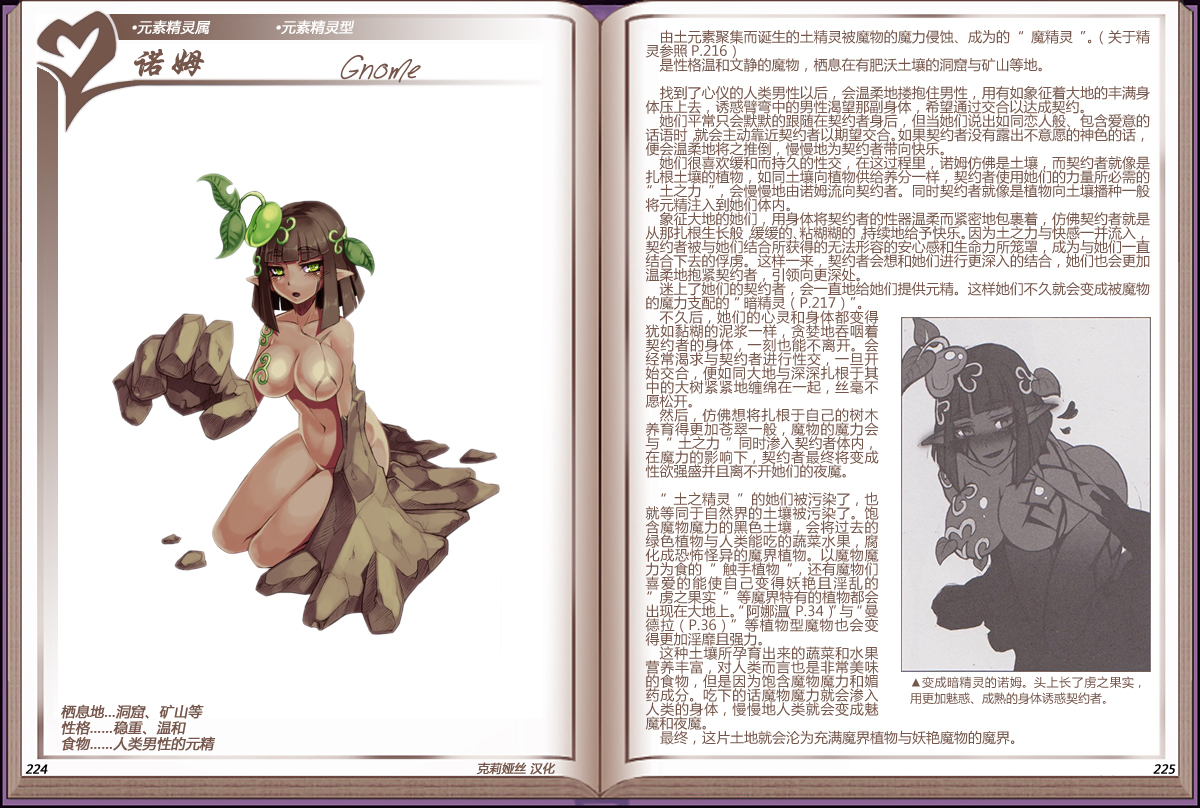 •元素精灵属 •元素精灵型
诺姆 Gnome
栖息地...洞窟、矿山等
性格......稳重、温和
食物......人类男性的元精
224
克莉娅丝 汉化
由土元素聚集而诞生的土精灵被魔物的魔力侵蚀、成为的“ 魔精灵 ”。( 关于精
灵参照 P.216 )
是性格温和文静的魔物，栖息在有肥沃土壤的洞窟与矿山等地。
找到了心仪的人类男性以后，会温柔地搂抱住男性，用有如象征着大地的丰满身
体压上去，诱惑臂弯中的男性渴望那副身体，希望通过交合以达成契约。
她们平常只会默默的跟随在契约者身后，但当她们说出如同恋人般、包含爱意的
话语时，就会主动靠近契约者以期望交合。如果契约者没有露出不意愿的神色的话，
便会温柔地将之推倒，慢慢地为契约者带向快乐。
她们很喜欢缓和而持久的性交，在这过程里，诺姆仿佛是土壤，而契约者就像是
扎根土壤的植物，如同土壤向植物供给养分一样，契约者使用她们的力量所必需的
“ 土之力 ”，会慢慢地由诺姆流向契约者。同时契约者就像是植物向土壤播种一般
将元精注入到她们体内。
象征大地的她们，用身体将契约者的性器温柔而紧密地包裹着，仿佛契约者就是
从那扎根生长般，缓缓的、粘糊糊的，持续地给予快乐。因为土之力与快感一并流入，
契约者被与她们结合所获得的无法形容的安心感和生命力所笼罩，成为与她们一直
结合下去的俘虏。这样一来，契约者会想和她们进行更深入的结合，她们也会更加
温柔地抱紧契约者，引领向更深处。
迷上了她们的契约者，会一直地给她们提供元精。这样她们不久就会变成被魔物
的魔力支配的“ 暗精灵（ P.217 ）”。
不久后，她们的心灵和身体都变得
犹如黏糊的泥浆一样，贪婪地吞咽着
契约者的身体，一刻也能不离开。会
经常渴求与契约者进行性交，一旦开
始交合，便如同大地与深深扎根于其
中的大树紧紧地缠绵在一起，丝毫不
愿松开。
然后，仿佛想将扎根于自己的树木
养育得更加苍翠一般，魔物的魔力会
与“ 土之力 ”同时渗入契约者体内，
在魔力的影响下，契约者最终将变成
性欲强盛并且离不开她们的夜魔。
“ 土之精灵 ”的她们被污染了，也
就等同于自然界的土壤被污染了。饱
含魔物魔力的黑色土壤，会将过去的
绿色植物与人类能吃的蔬菜水果，腐
化成恐怖怪异的魔界植物。以魔物魔
力为食的“ 触手植物 ”，还有魔物们
喜爱的能使自己变得妖艳且淫乱的
“ 虏之果实 ”等魔界特有的植物都会
出现在大地上。“阿娜温（ P.34 ）”与“曼
德拉（ P.36 ）”等植物型魔物也会变
得更加淫靡且强力。
这种土壤所孕育出来的蔬菜和水果
营养丰富，对人类而言也是非常美味
的食物，但是因为饱含魔物魔力和媚
药成分。吃下的话魔物魔力就会渗入
人类的身体，慢慢地人类就会变成魅
魔和夜魔。
最终，这片土地就会沦为充满魔界植物与妖艳魔物的魔界。
▲变成暗精灵的诺姆。头上长了虏之果实，
用更加魅惑、成熟的身体诱惑契约者。
225